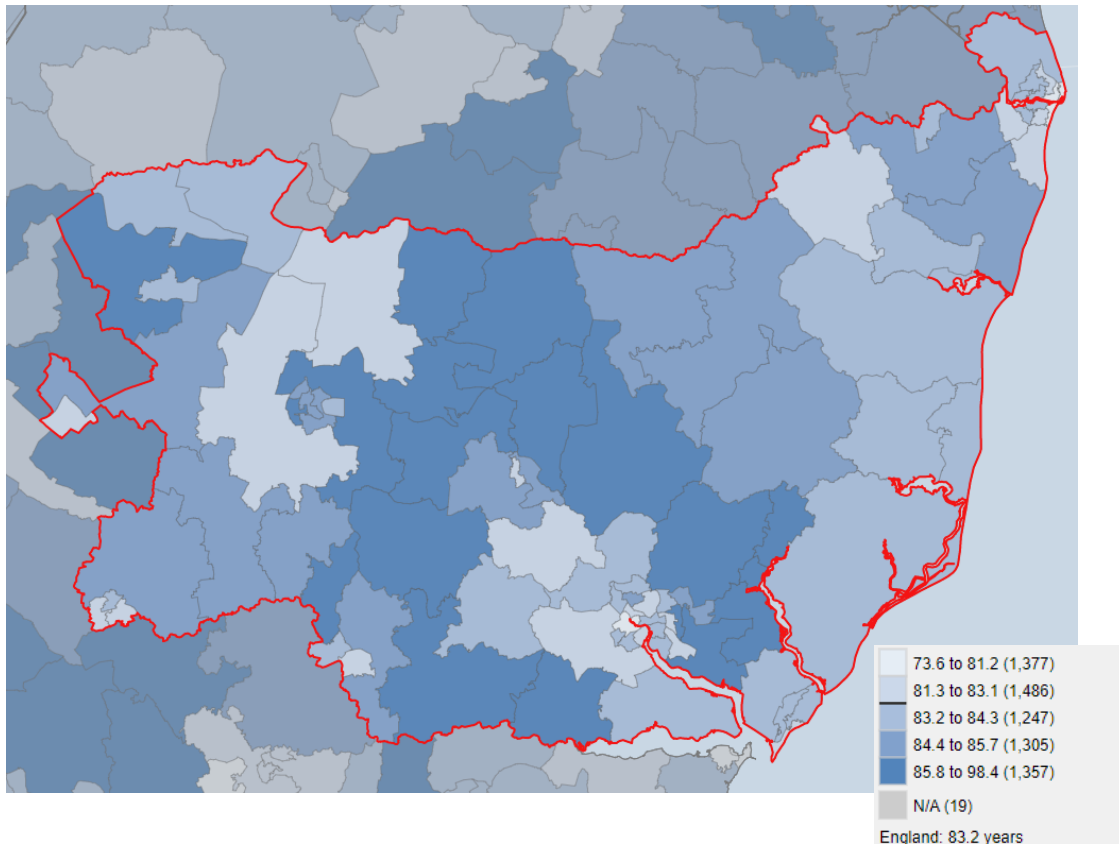 73.6 to 81.2 (1,377)
81.3 to 83.1 (1,486)
83.2 to 84.3 (1,247)
84.4 to 85.7 (1,305)
85.8 to 98.4 (1,357)
N/A (19)
England: 83.2 years